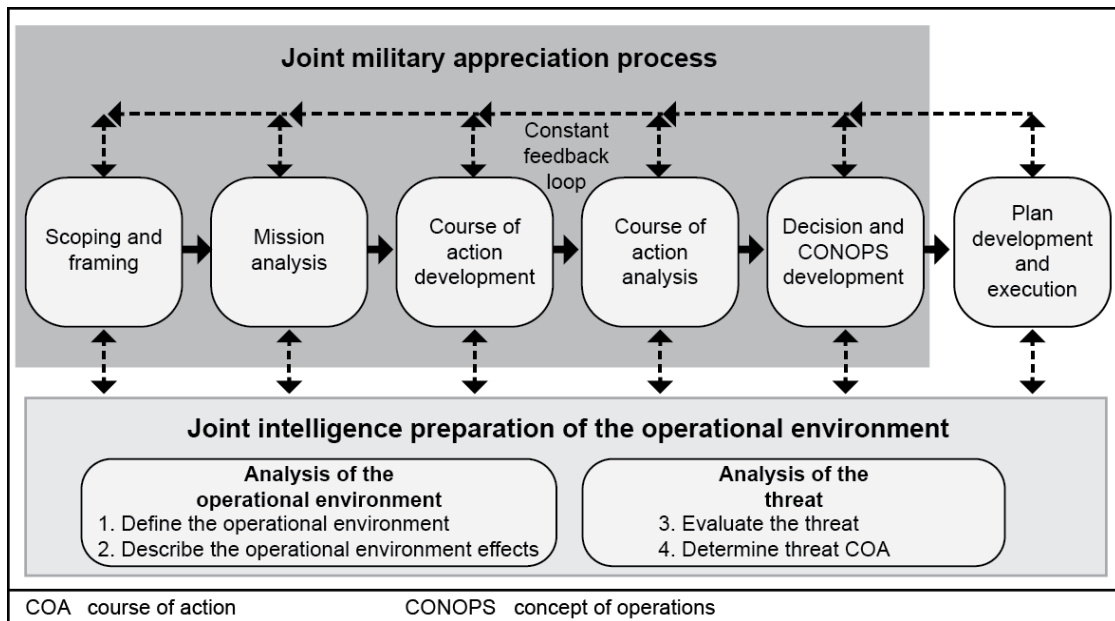 Joint military appreciation process
Constant
feedback
loop
Scoping and
framing
Mission
analysis
Course of
action
development
Course of
action
analysis
Decision and
CONOPS
development
Plan
development
and
execution
Joint intelligence preparation of the operational environment
Analysis of the
operational environment
1. Define the operational environment
2. Describe the operational environment effects
Analysis of the
threat
3. Evaluate the threat
4. Determine threat COA
COA course of action
CONOPS concept of operations